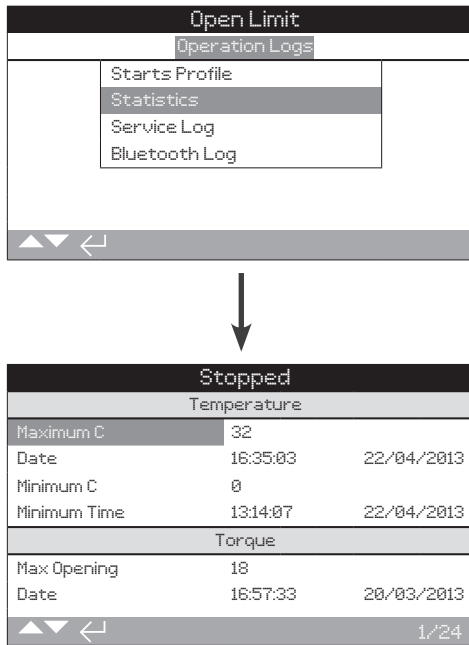 Open Limit
Operation Logs
Starts Profile
Statistics
Service Log
Bluetooth Log
Stopped
Temperature
Maximum C 32
Date 16:35:03 22/04/2013
Minimum C 0
Minimum Time 13:14:07 22/04/2013
Torque
Max Opening 18
Date 16:57:33 20/03/2013
1/24